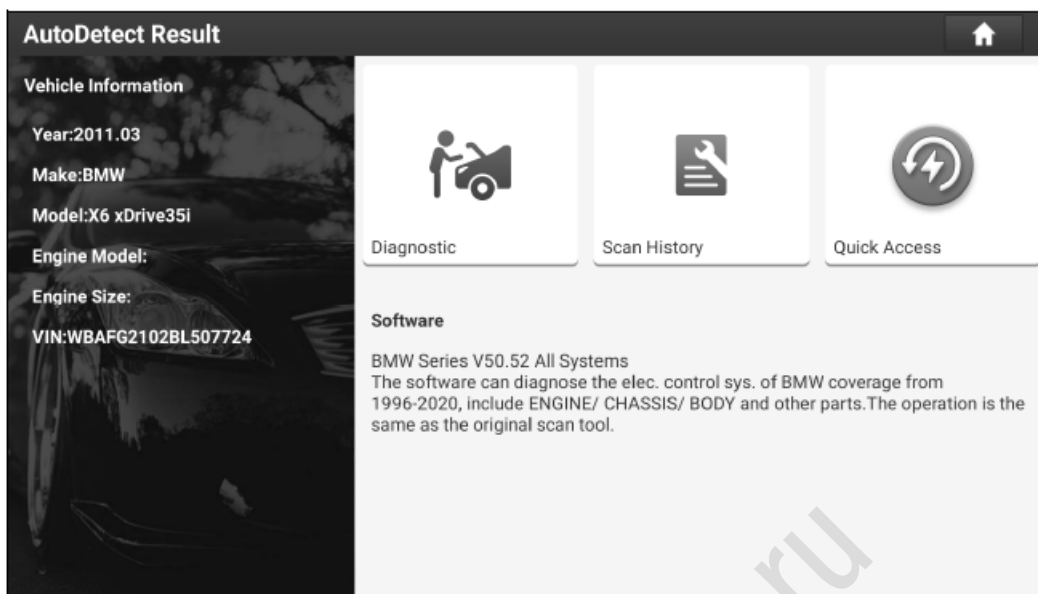 AutoDetect Result
Vehicle Information
Year:2011.03
Make:BMW
Model:X6 xDrive35i
Engine Model:
Engine Size:
VIN:WBAFG2102BL507724
Diagnostic
Scan History
Quick Access
Software
BMW Series V50.52 All Systems
The software can diagnose the elec. control sys. of BMW coverage from
1996-2020, include ENGINE/ CHASSIS/ BODY and other parts.The operation is the
same as the original scan tool.
ru